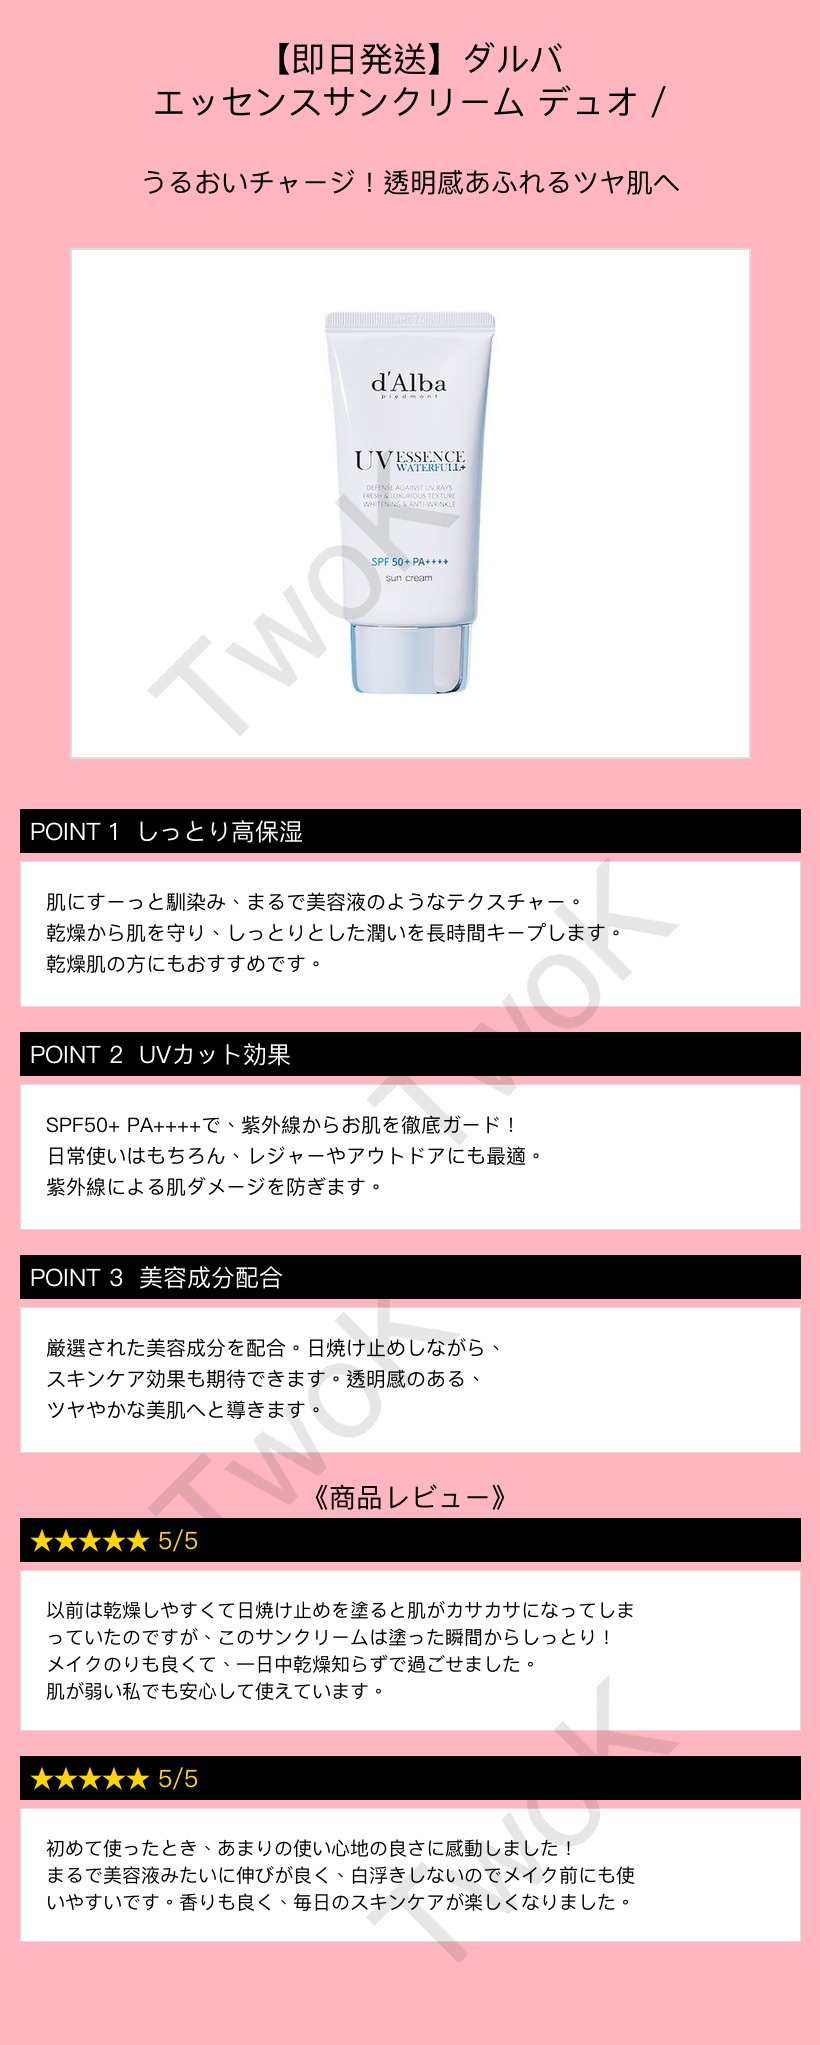 【即日発送】ダルバ
エッセンスサンクリーム デュオ /
うるおいチャージ！透明感あふれるツヤ肌へ
d'Alba
piedmont
UV ESSENCE
WATERFULL+
DEFENSE AGAINST UV RAYS
FRESH & LUXURIOUS TEXTURE
WHITENING & ANTI-WRINKLE
SPF 50+ PA++++
sun cream
TwoK
POINT 1 しっとり高保湿
肌にすーっと馴染み、まるで美容液のようなテクスチャー。
乾燥から肌を守り、しっとりとした潤いを長時間キープします。
乾燥肌の方にもおすすめです。
TwoK
POINT 2 UVカット効果
SPF50+ PA++++で、紫外線からお肌を徹底ガード！
日常使いはもちろん、レジャーやアウトドアにも最適。
紫外線による肌ダメージを防ぎます。
POINT 3 美容成分配合
厳選された美容成分を配合。日焼け止めしながら、
スキンケア効果も期待できます。透明感のある、
ツヤやかな美肌へと導きます。
TwoK
《商品レビュー》
★★★★★ 5/5
以前は乾燥しやすくて日焼け止めを塗ると肌がカサカサになってしま
っていたのですが、このサンクリームは塗った瞬間からしっとり！
メイクのりも良くて、一日中乾燥知らずで過ごせました。
肌が弱い私でも安心して使えています。
★★★★★ 5/5
初めて使ったとき、あまりの使い心地の良さに感動しました！
まるで美容液みたいに伸びが良く、白浮きしないのでメイク前にも使
いやすいです。香りも良く、毎日のスキンケアが楽しくなりました。
TwoK